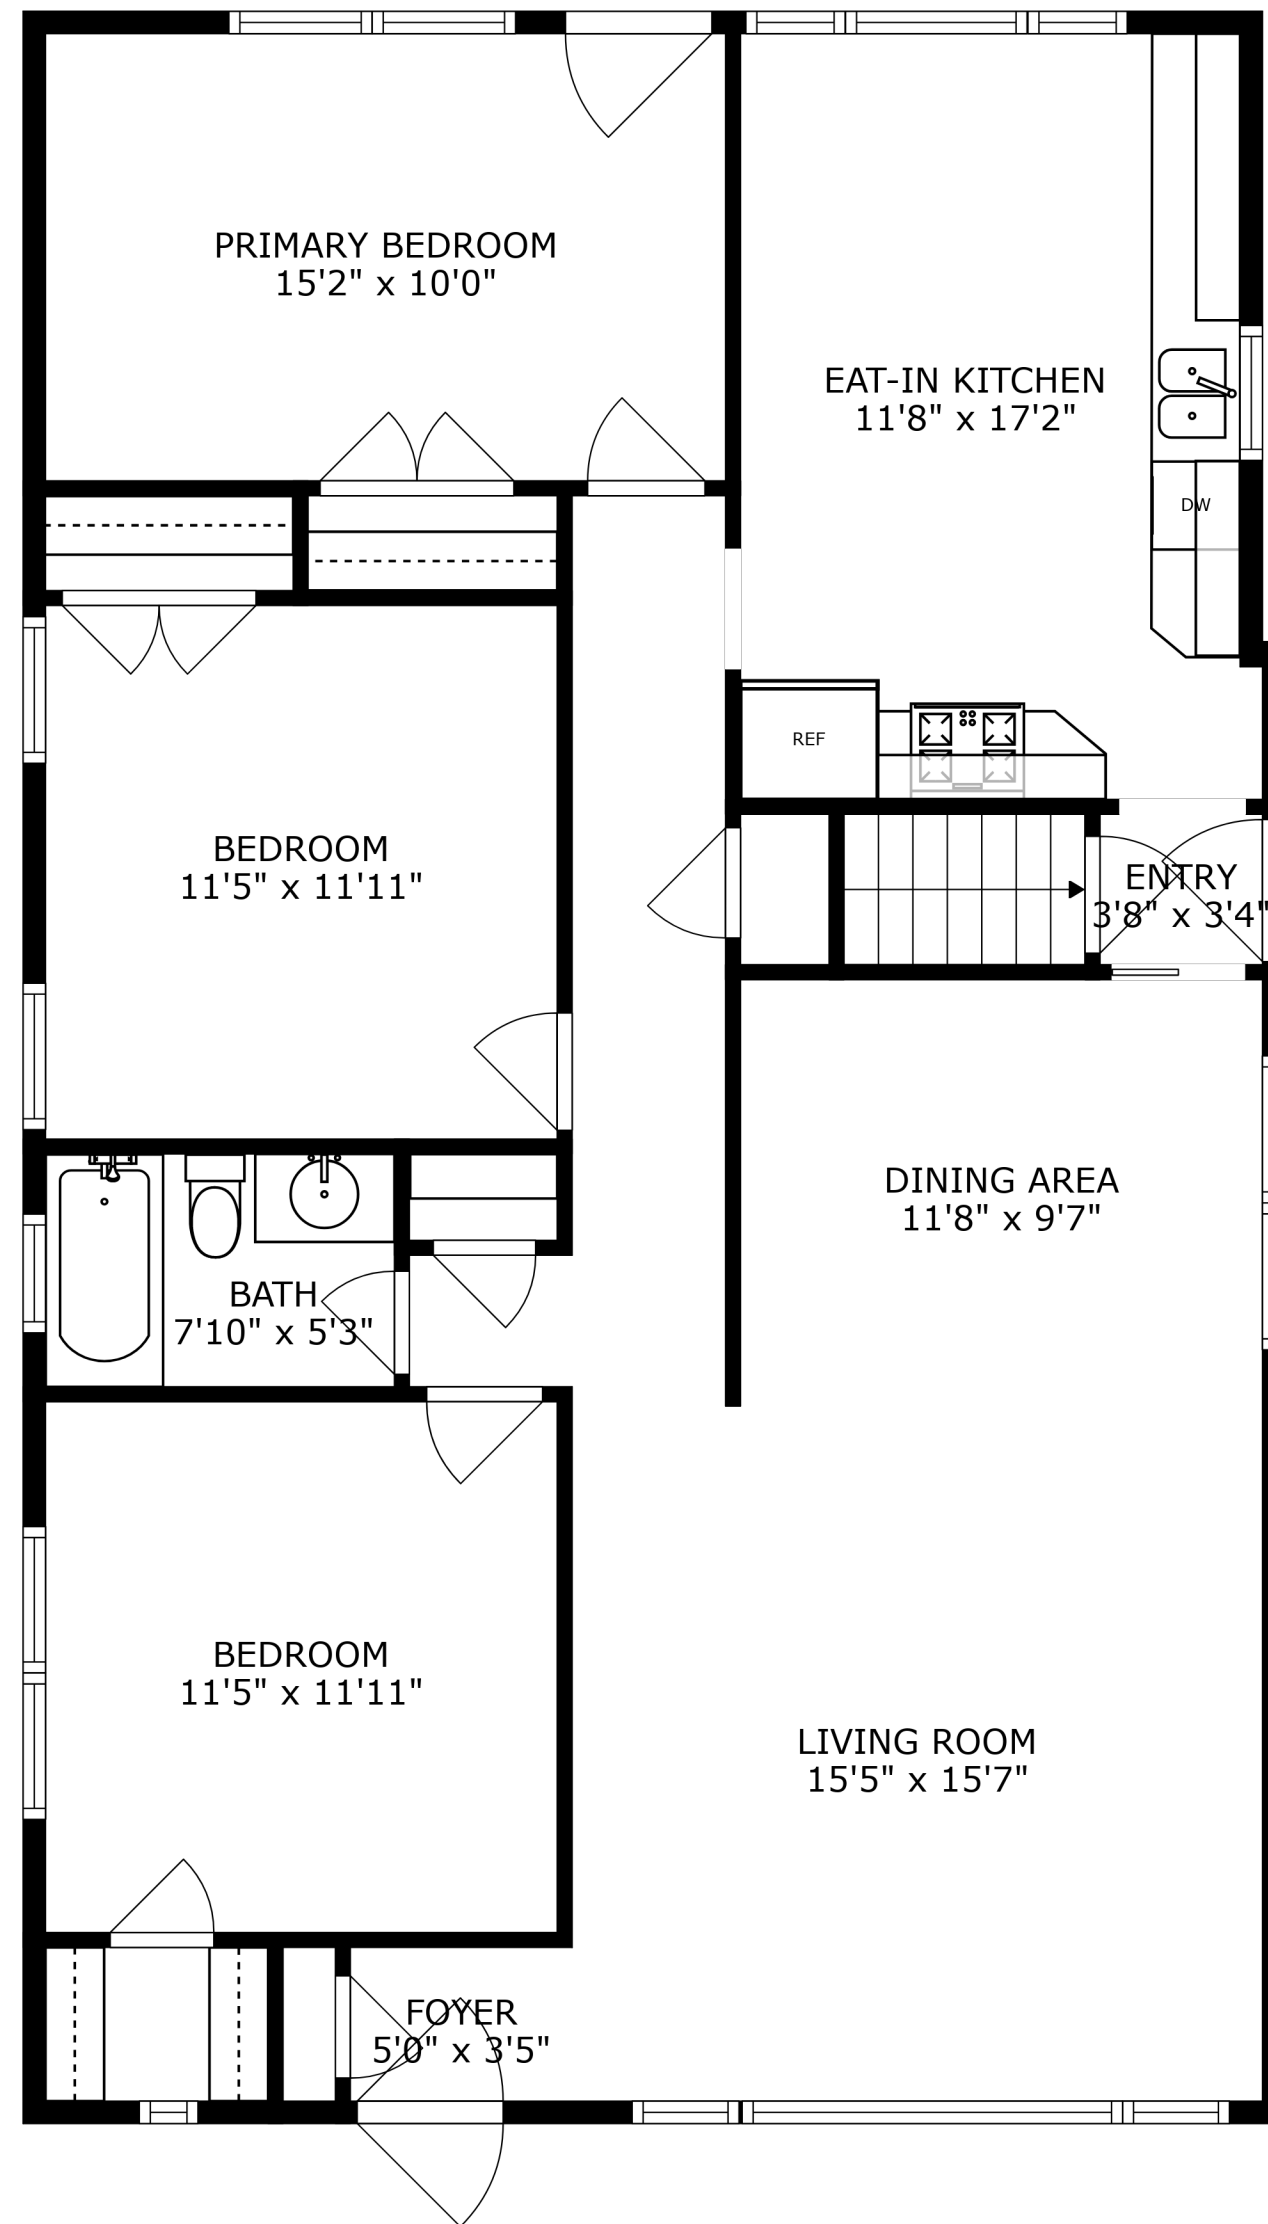 PRIMARY BEDROOM
15'2" x 10'0"
EAT-IN KITCHEN
11'8" x 17'2"
DW
REF
BEDROOM
11'5" x 11'11"
ENTRY
3'8" x 3'4"
DINING AREA
11'8" x 9'7"
BATH
7'10" x 5'3"
BEDROOM
11'5" x 11'11"
LIVING ROOM
15'5" x 15'7"
FOYER
5'0" x 3'5"